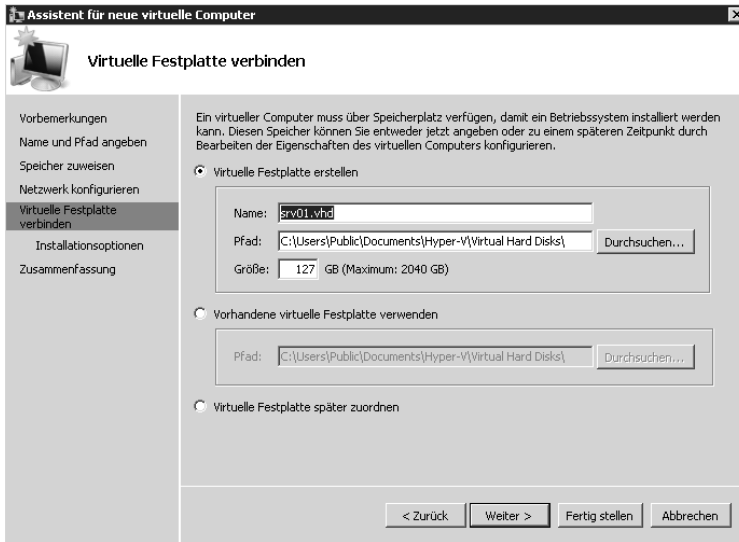 Assistent für neue virtuelle Computer
Virtuelle Festplatte verbinden
Vorbemerkungen
Name und Pfad angeben
Speicher zuweisen
Netzwerk konfigurieren
Virtuelle Festplatte
verbinden
Installationsoptionen
Zusammenfassung
Ein virtueller Computer muss über Speicherplatz verfügen, damit ein Betriebssystem installiert werden
kann. Diesen Speicher können Sie entweder jetzt angeben oder zu einem späteren Zeitpunkt durch
Bearbeiten der Eigenschaften des virtuellen Computers konfigurieren.
Virtuelle Festplatte erstellen
Name: srv01.vhd
Pfad: C:\Users\Public\Documents\Hyper-V\Virtual Hard Disks\ Durchsuchen...
Größe: 127 GB (Maximum: 2040 GB)
Vorhandene virtuelle Festplatte verwenden
Pfad: C:\Users\Public\Documents\Hyper-V\Virtual Hard Disks\ Durchsuchen...
Virtuelle Festplatte später zuordnen
< Zurück Weiter > Fertig stellen Abbrechen